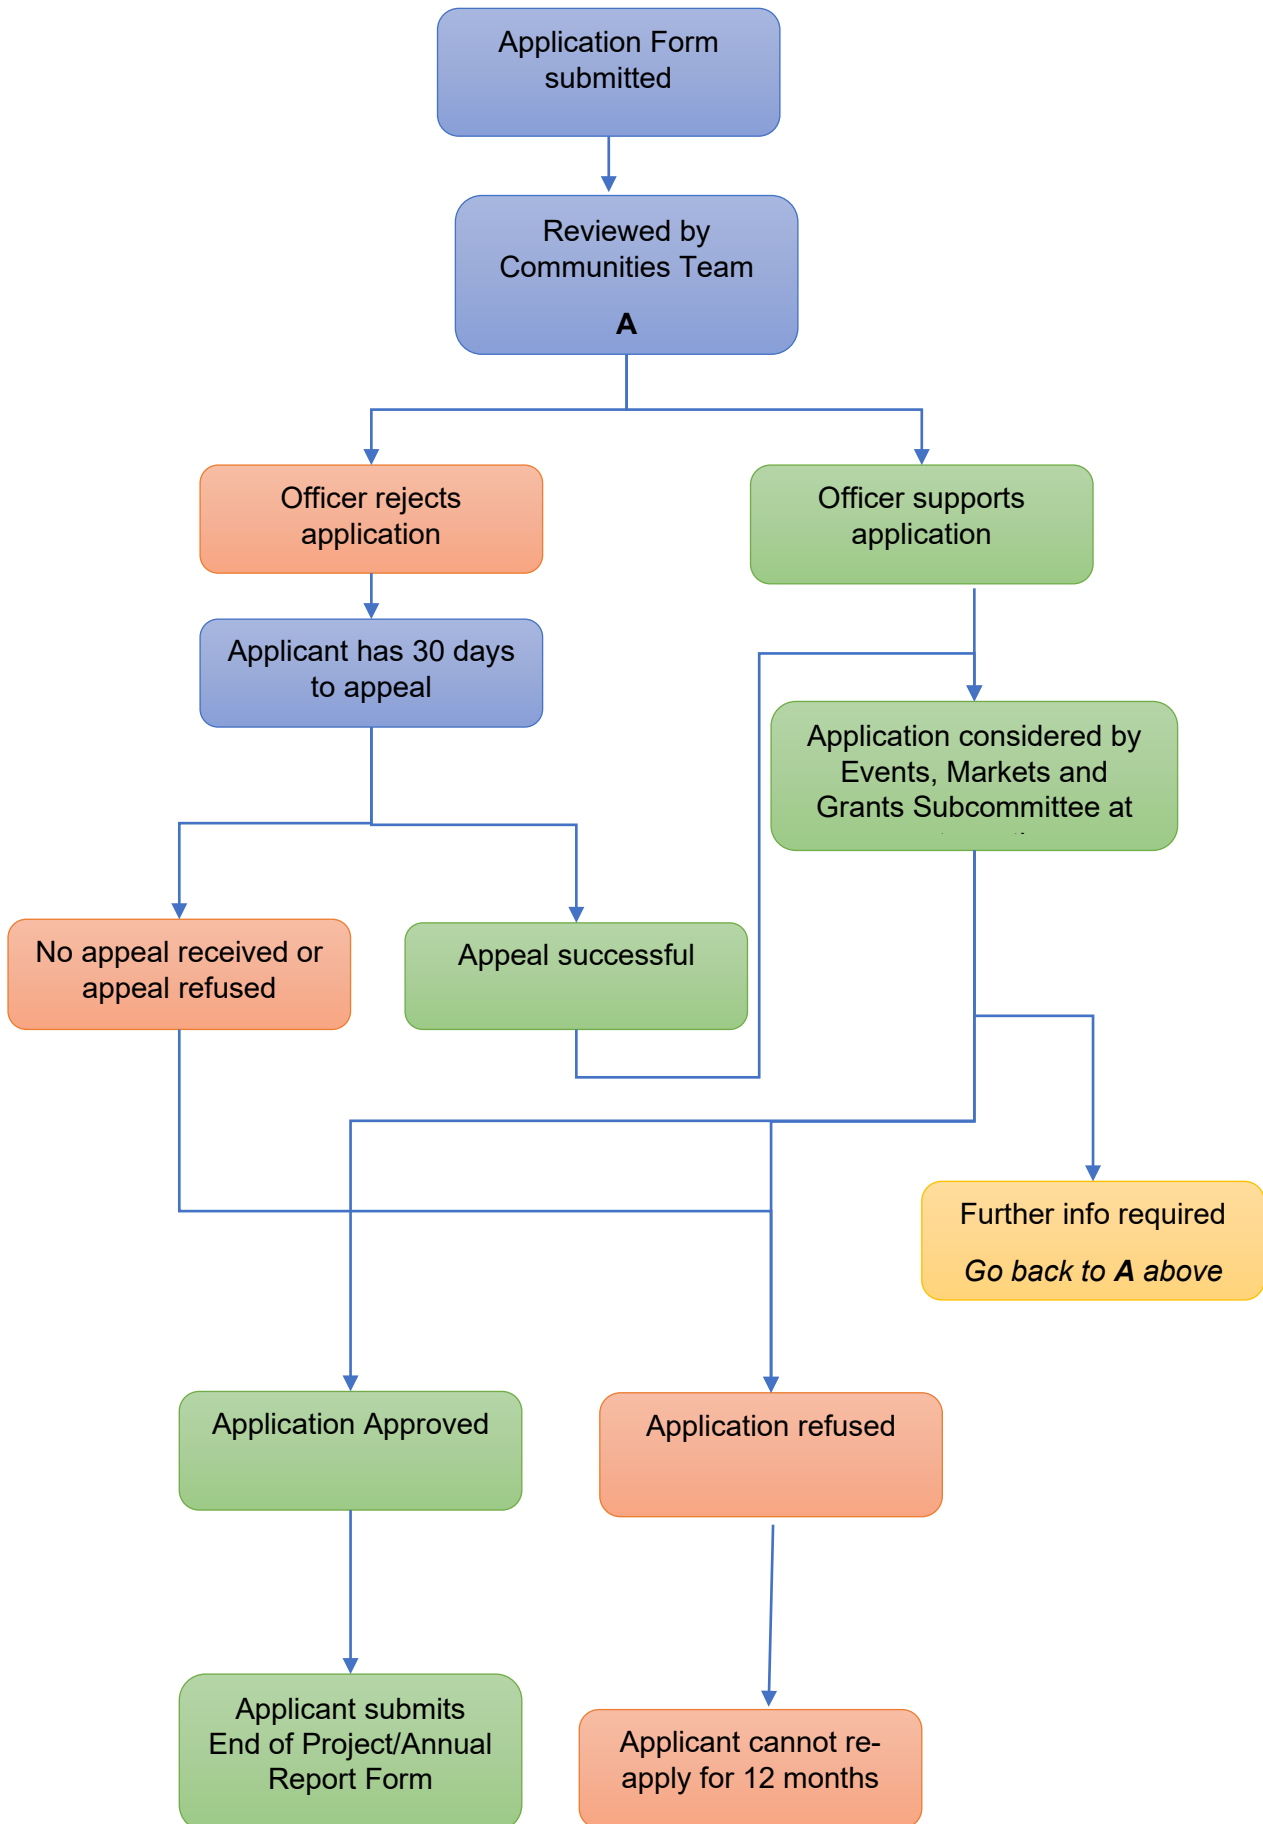 Application Form
submitted
Reviewed by
Communities Team
A
Officer rejects
application
Officer supports
application
Applicant has 30 days
to appeal
Application considered by
Events, Markets and
Grants Subcommittee at
No appeal received or
appeal refused
Appeal successful
Further info required
Go back to A above
Application Approved
Application refused
Applicant submits
End of Project/Annual
Report Form
Applicant cannot re-
apply for 12 months